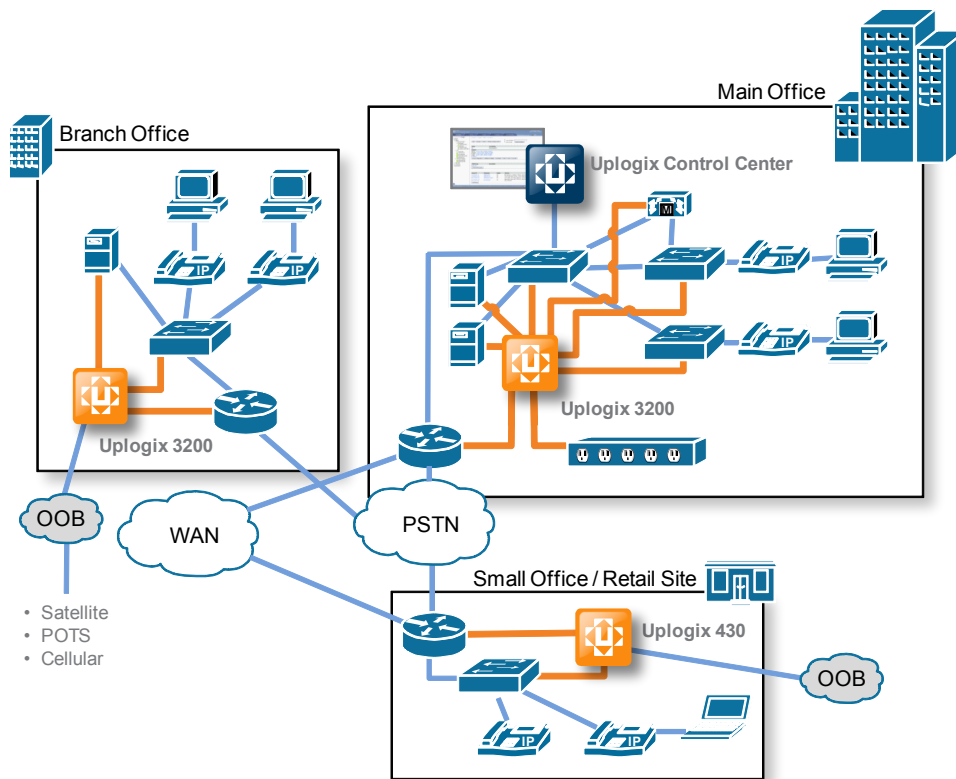 Main Office
Branch Office
Uplogix Control Center
M
IP
IP
IP
IP
Uplogix 3200
Uplogix 3200
OOB
WAN
PSTN
• Satellite
• POTS
• Cellular
Small Office / Retail Site
Uplogix 430
OOB
IP
IP